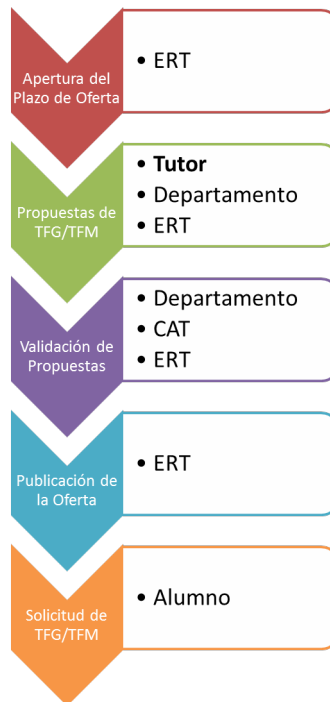 Apertura del
Plazo de Oferta
• ERT
Propuestas de
TFG/TFM
• Tutor
• Departamento
• ERT
Validación de
Propuestas
• Departamento
• CAT
• ERT
Publicación de
la Oferta
• ERT
Solicitud de
TFG/TFM
• Alumno